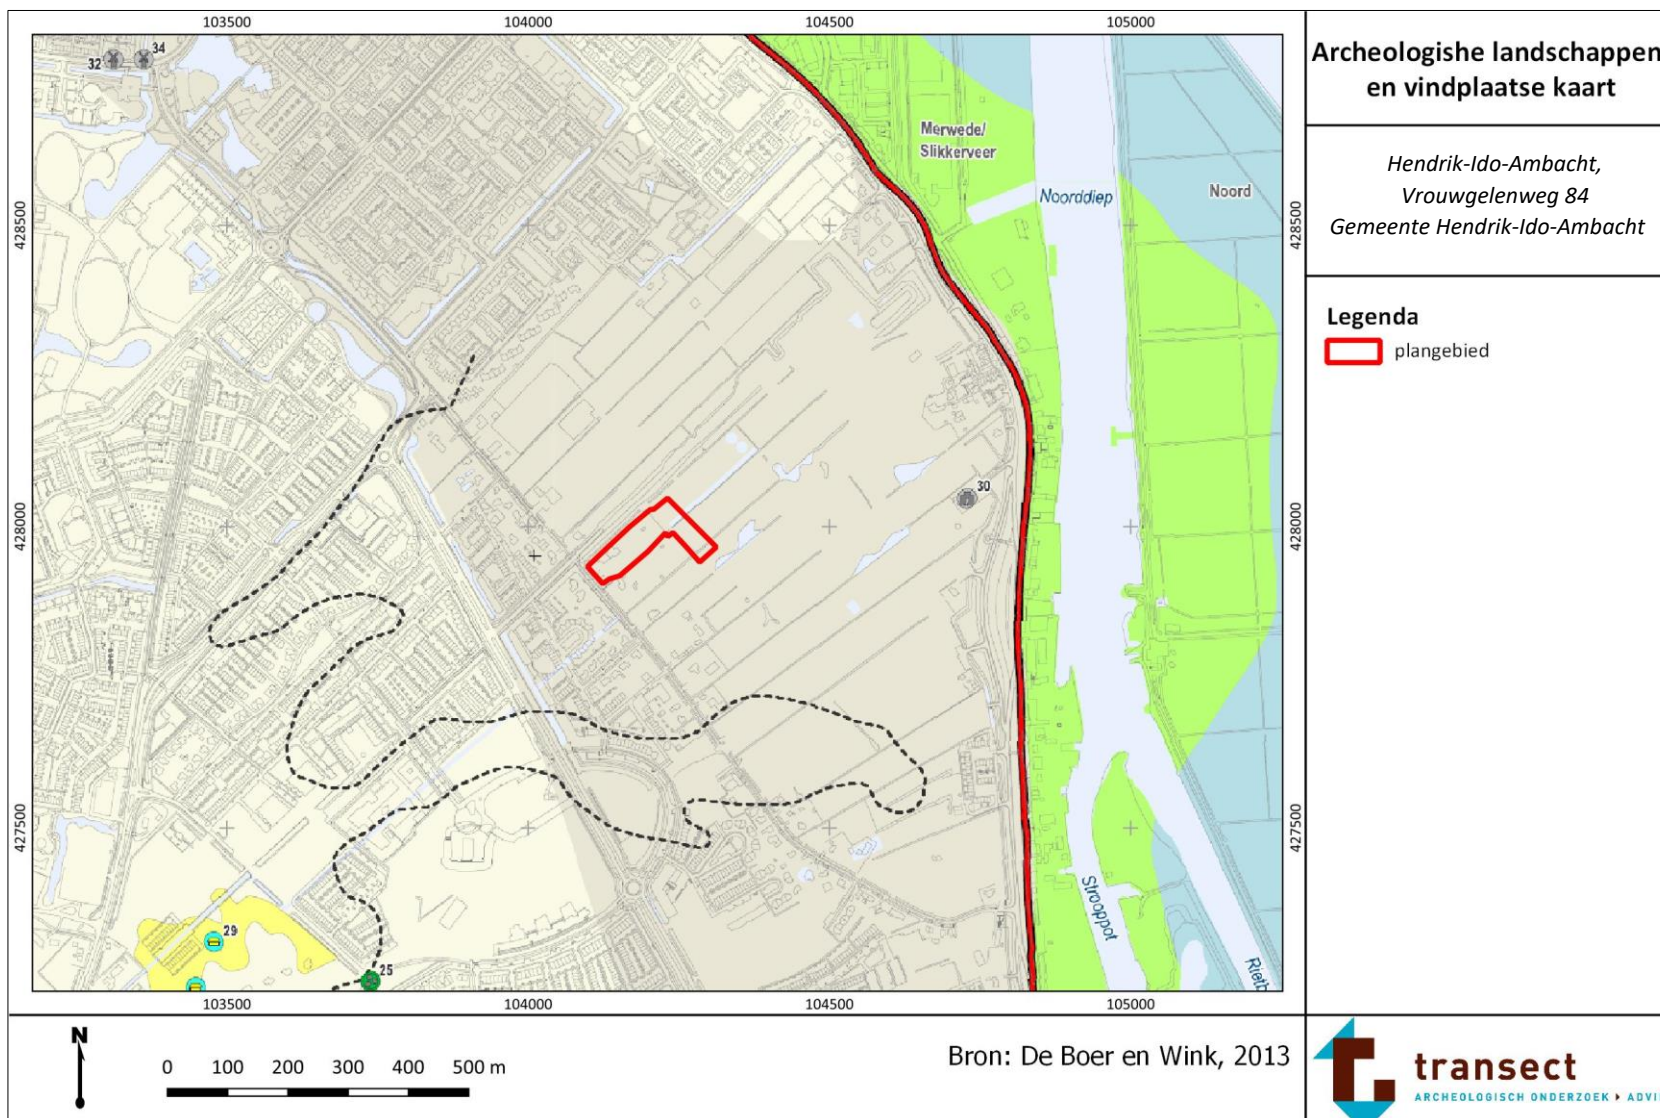 103500 104000 104500 105000
Archeologishe landschappen
en vindplaatse kaart
Hendrik-Ido-Ambacht,
Vrouwgelenweg 84
Gemeente Hendrik-Ido-Ambacht
Legenda
plangebied
34
32
Merwede/
Slikkerveer
Noorddiep
Noord
428500 428500
30
428000 428000
427500 427500
Strooppot
29
25
103500 104000 104500 105000
N
0 100 200 300 400 500 m
Bron: De Boer en Wink, 2013
transect
ARCHEOLOGISCH ONDERZOEK